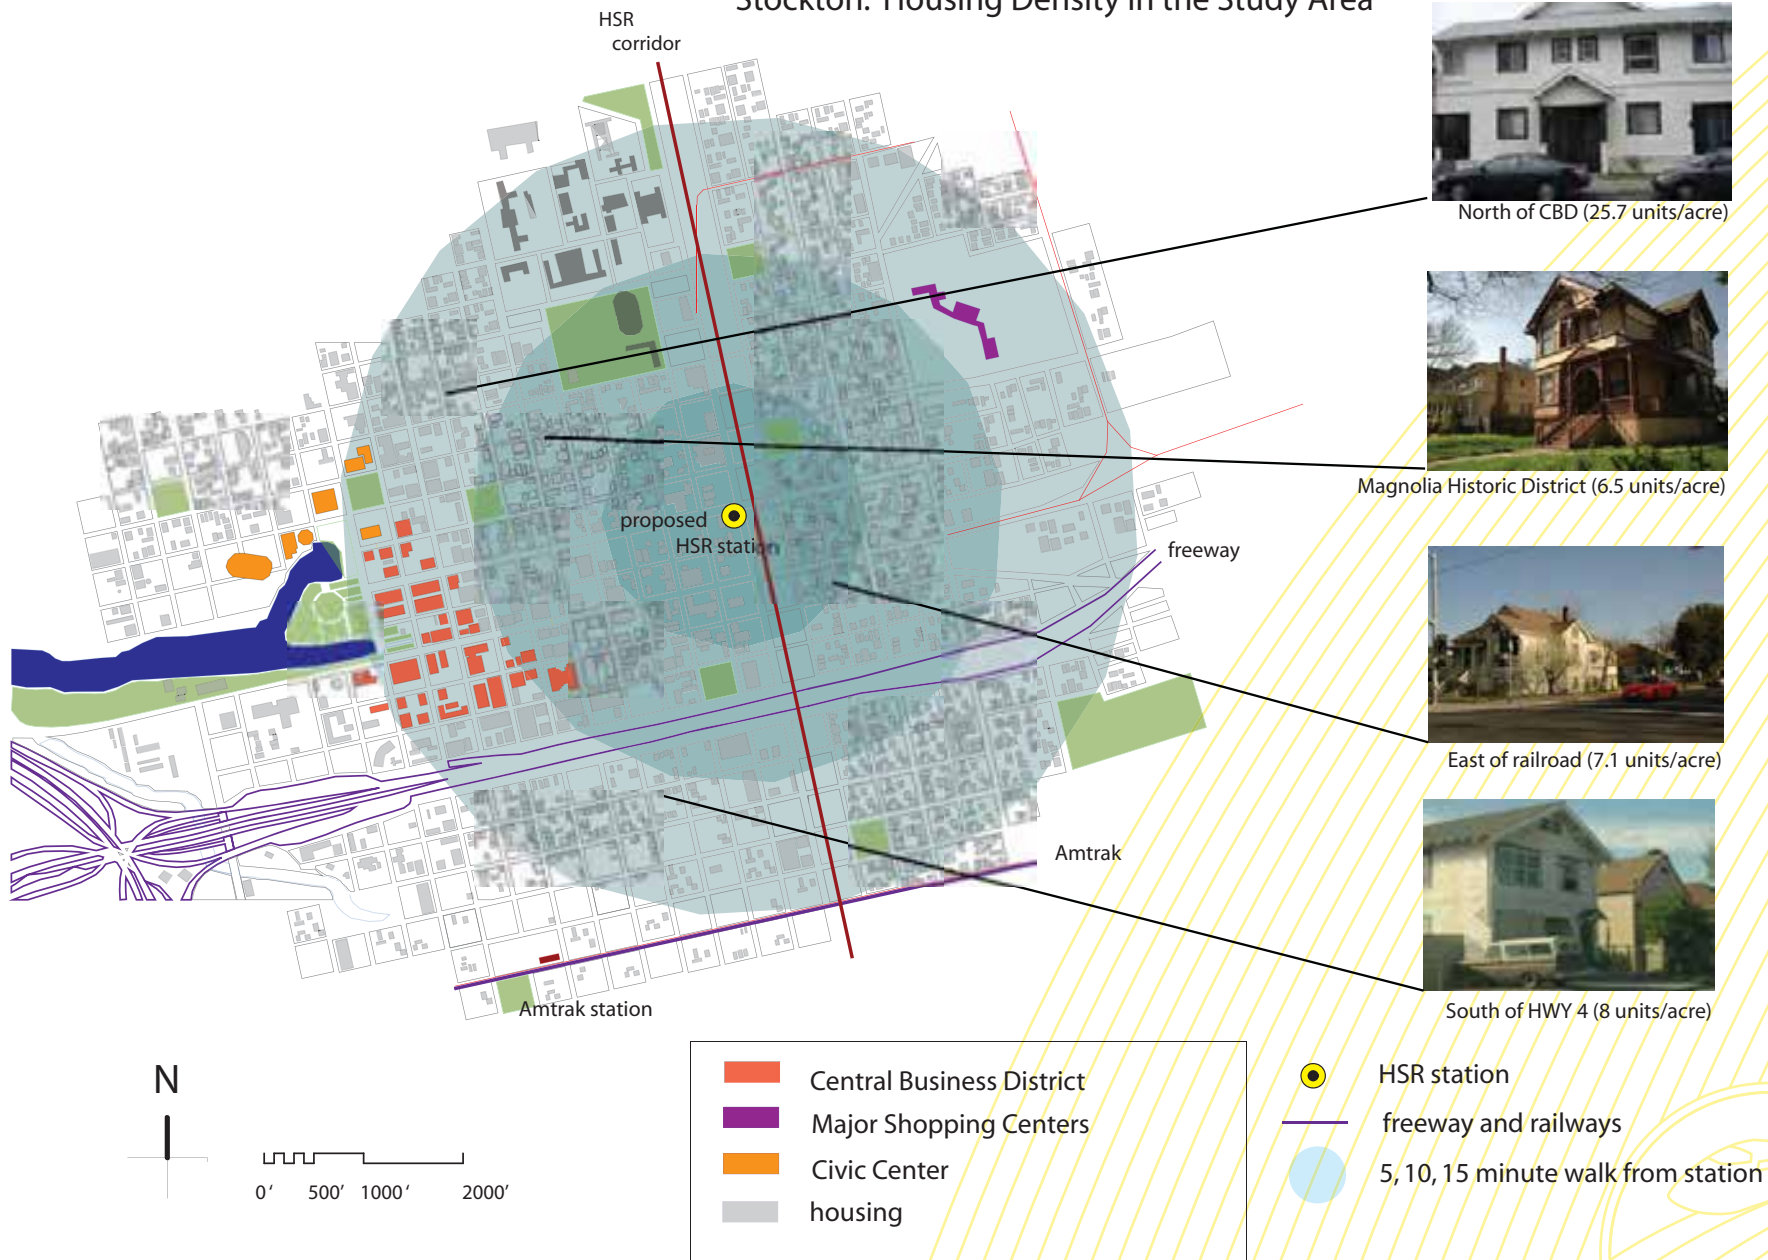 Stockton: Housing Density in the Study Area
HSR
corridor
North of CBD (25.7 units/acre)
Magnolia Historic District (6.5 units/acre)
proposed
HSR station
freeway
East of railroad (7.1 units/acre)
Amtrak
Amtrak station
South of HWY 4 (8 units/acre)
N
0'
500'
1000'
2000'
Central Business District
Major Shopping Centers
Civic Center
housing
HSR station
freeway and railways
5, 10, 15 minute walk from station